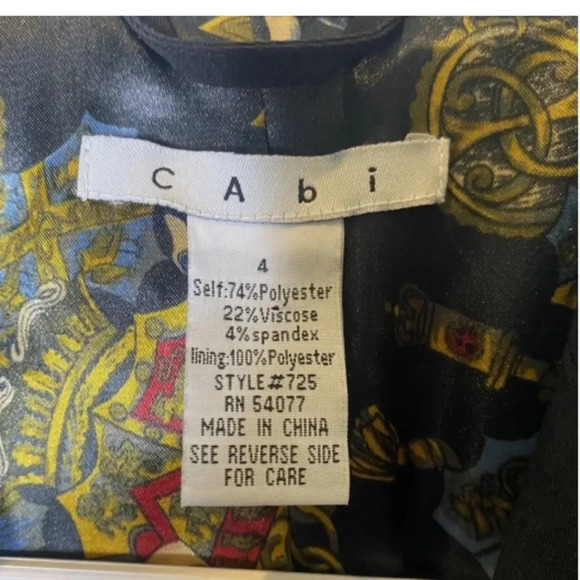 CAbi
4
Self:74%Polyester
22%Viscose
4%spandex
lining:100%Polyester
STYLE#725
RN 54077
MADE IN CHINA
SEE REVERSE SIDE
FOR CARE